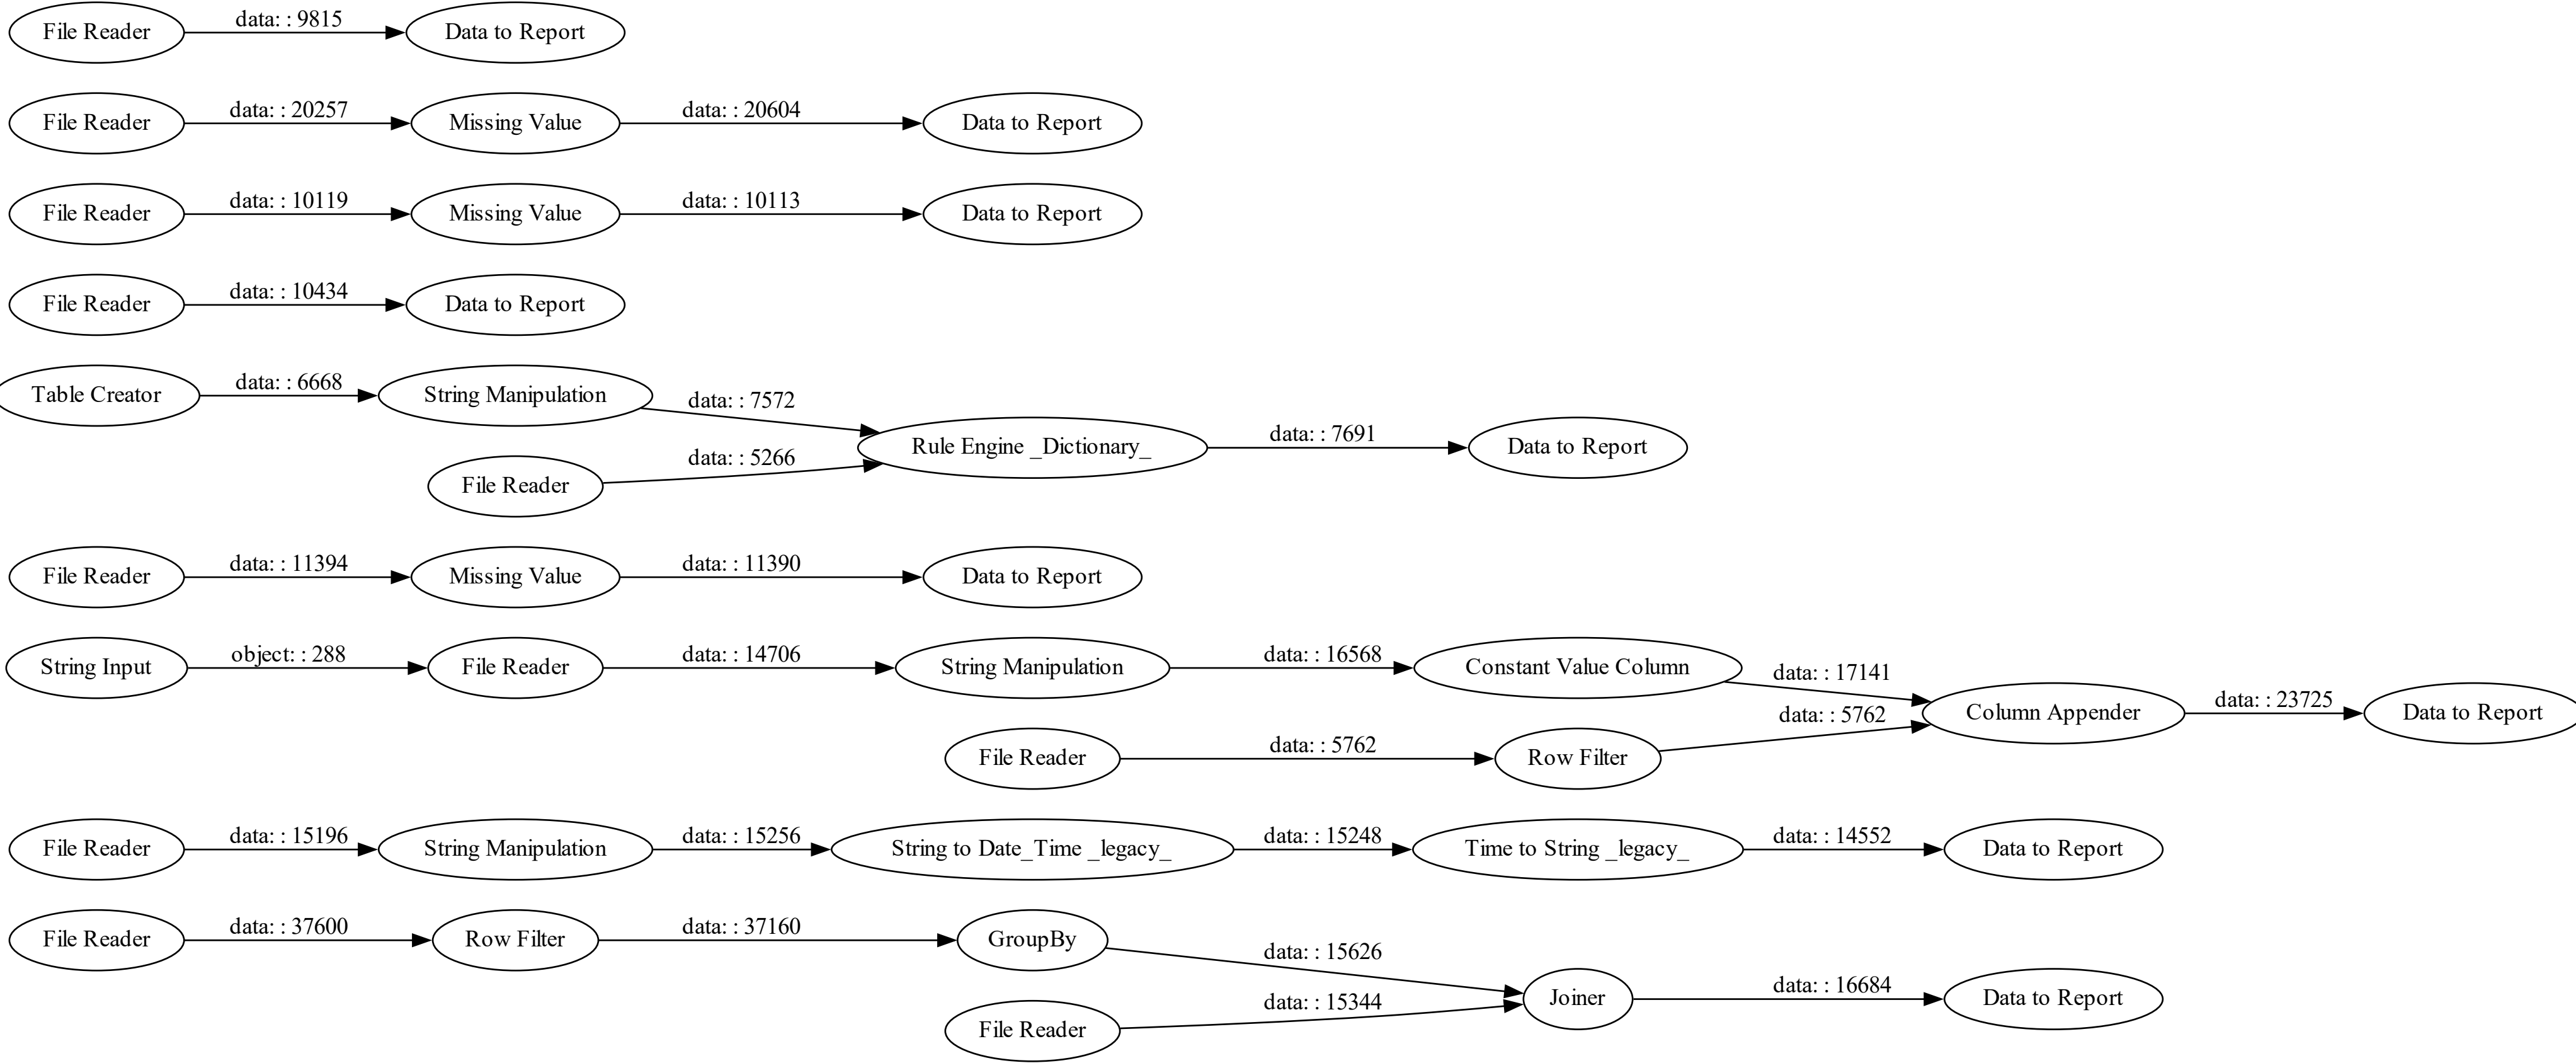 File Reader data: : 9815 Data to Report
File Reader data: : 20257 Missing Value data: : 20604 Data to Report
File Reader data: : 10119 Missing Value data: : 10113 Data to Report
File Reader data: : 10434 Data to Report
Table Creator data: : 6668 String Manipulation data: : 7572
File Reader data: : 5266 Rule Engine _Dictionary_ data: : 7691 Data to Report
File Reader data: : 11394 Missing Value data: : 11390 Data to Report
String Input object: : 288 File Reader data: : 14706 String Manipulation data: : 16568 Constant Value Column data: : 17141
File Reader data: : 5762 Row Filter data: : 5762 Column Appender data: : 23725 Data to Report
File Reader data: : 15196 String Manipulation data: : 15256 String to Date_Time _legacy_ data: : 15248 Time to String _legacy_ data: : 14552 Data to Report
File Reader data: : 37600 Row Filter data: : 37160 GroupBy data: : 15626
File Reader data: : 15344 Joiner data: : 16684 Data to Report